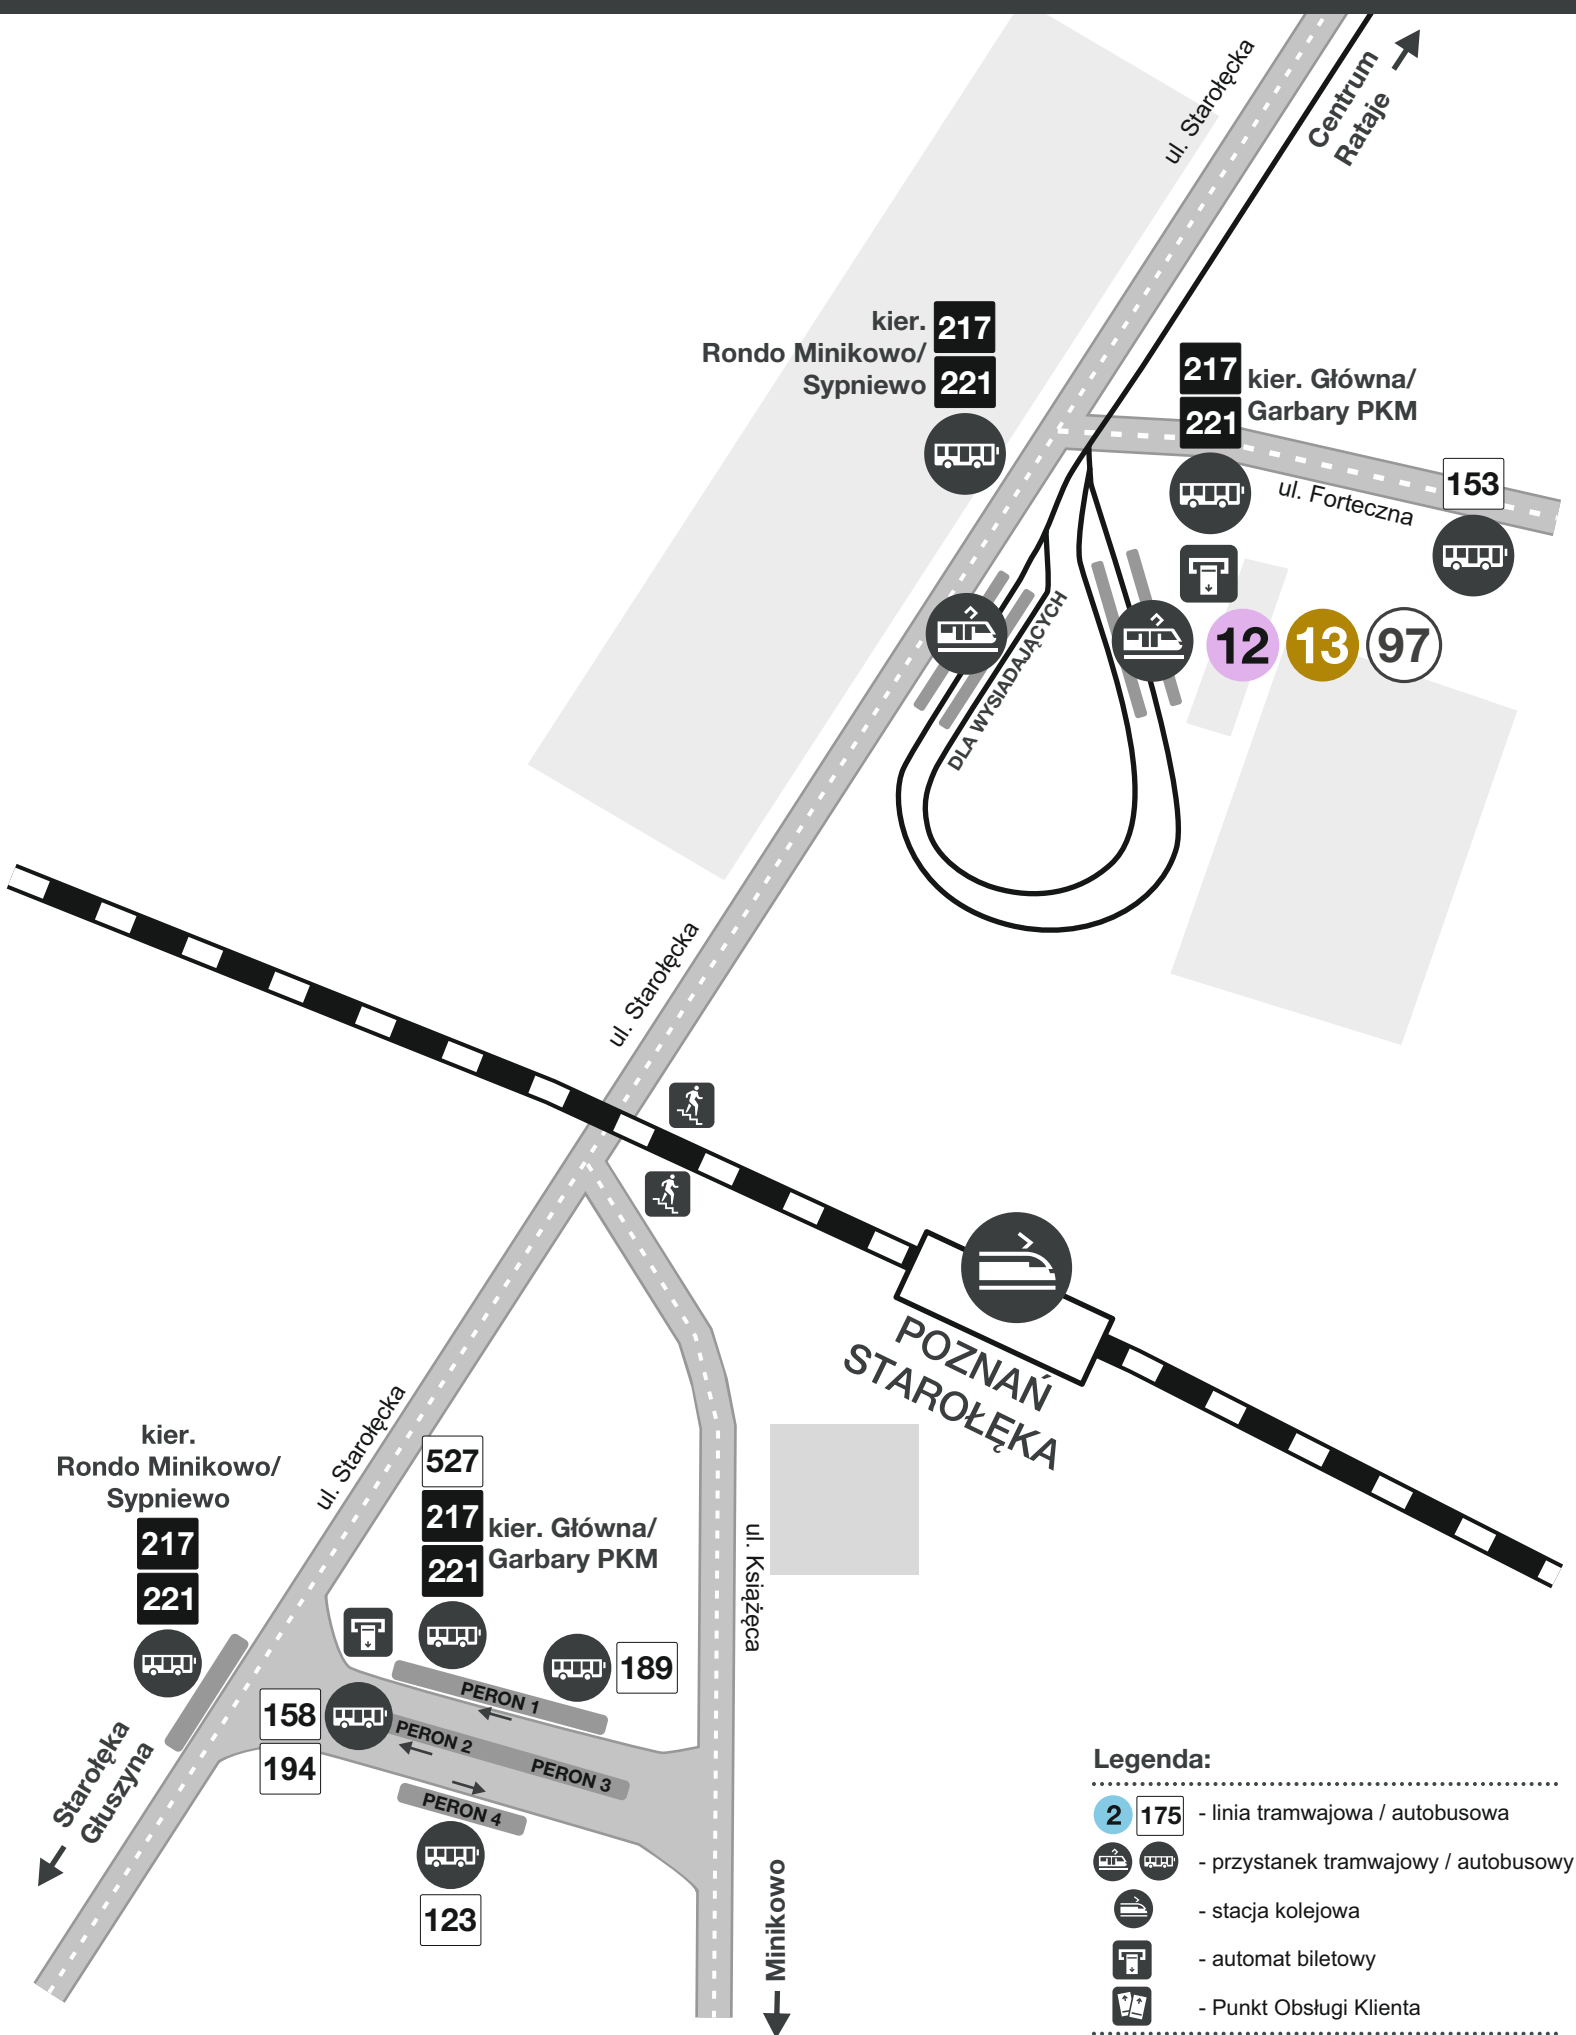 ul. Starołęcka
Centrum
Rataje
kier.
Rondo Minikowo/
Sypniewo
217
221
217
221
kier. Główna/
Garbary PKM
153
ul. Forteczna
12
13
97
DLA WYSIADAJĄCYCH
ul. Starołęcka
POZNAŃ
STAROŁĘKA
ul. Starołęcka
kier.
Rondo Minikowo/
Sypniewo
217
221
527
217
221
kier. Główna/
Garbary PKM
ul. Książęca
189
PERON 1
158
194
PERON 2
PERON 3
PERON 4
123
Starołęka
Głuszyna
Minikowo
Legenda:
2 175 - linia tramwajowa / autobusowa
- przystanek tramwajowy / autobusowy
- stacja kolejowa
- automat biletowy
- Punkt Obsługi Klienta